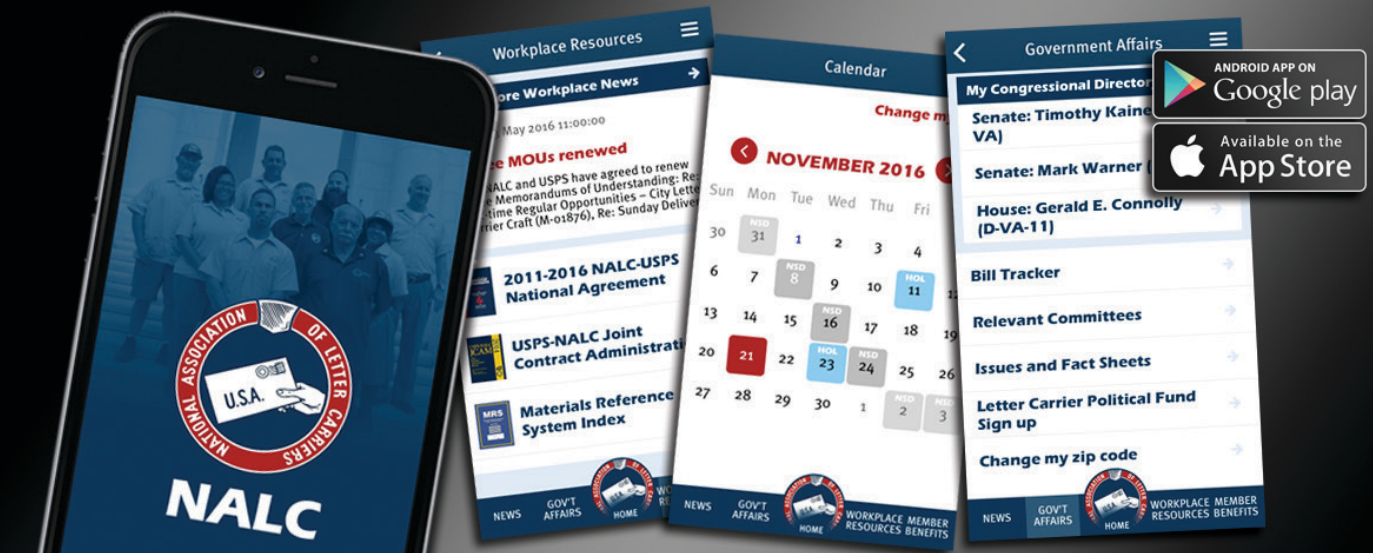 NATIONAL ASSOCIATION OF LETTER CARRIERS
U.S.A.
NALC
Workplace Resources
ore Workplace News
May 2016 11:00:00
e MOUs renewed
NALC and USPS have agreed to renew
e Memorandums of Understanding: Re:
-time Regular Opportunities – City Lette
rrier Craft (M-01876), Re: Sunday Deliver
2011-2016 NALC-USPS
National Agreement
JCAM
USPS-NALC Joint
Contract Administrati
MRS
Materials Reference
System Index
NEWS
GOV'T
AFFAIRS
U.S.A.
HOME
Calendar
Change m
NOVEMBER 2016
Sun Mon Tue Wed Thu Fri
NSD
30 31 1 2 3 4
NSD HOL
6 7 8 9 10 11 12
NSD
13 14 15 16 17 18 19
HOL NSD
20 21 22 23 24 25 26
NSD NSD
27 28 29 30 1 2 3
NEWS
GOV'T
AFFAIRS
U.S.A.
HOME
WORKPLACE
RESOURCES
MEMBER
BENEFITS
Government Affairs
My Congressional Director
Senate: Timothy Kaine
VA)
Senate: Mark Warner (
House: Gerald E. Connolly
(D-VA-11)
Bill Tracker
Relevant Committees
Issues and Fact Sheets
Letter Carrier Political Fund
Sign up
Change my zip code
NEWS
GOV'T
AFFAIRS
U.S.A.
HOME
WORKPLACE
RESOURCES
MEMBER
BENEFITS
ANDROID APP ON
Google play
Available on the
App Store